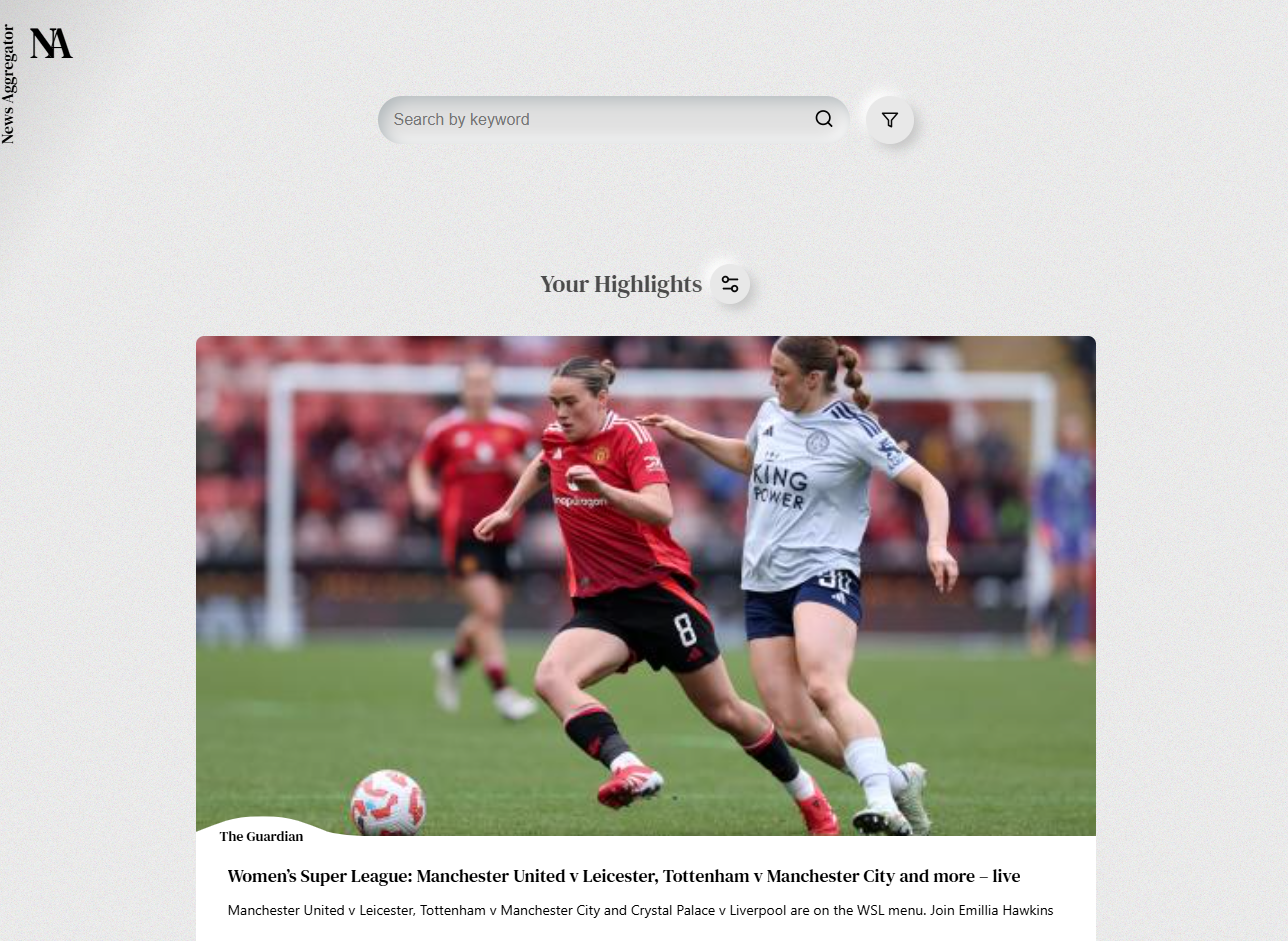 News Aggregator
NA
Search by keyword
Your Highlights
KING
POWER
snapdragon
8
30
The Guardian
Women’s Super League: Manchester United v Leicester, Tottenham v Manchester City and more – live
Manchester United v Leicester, Tottenham v Manchester City and Crystal Palace v Liverpool are on the WSL menu. Join Emillia Hawkins